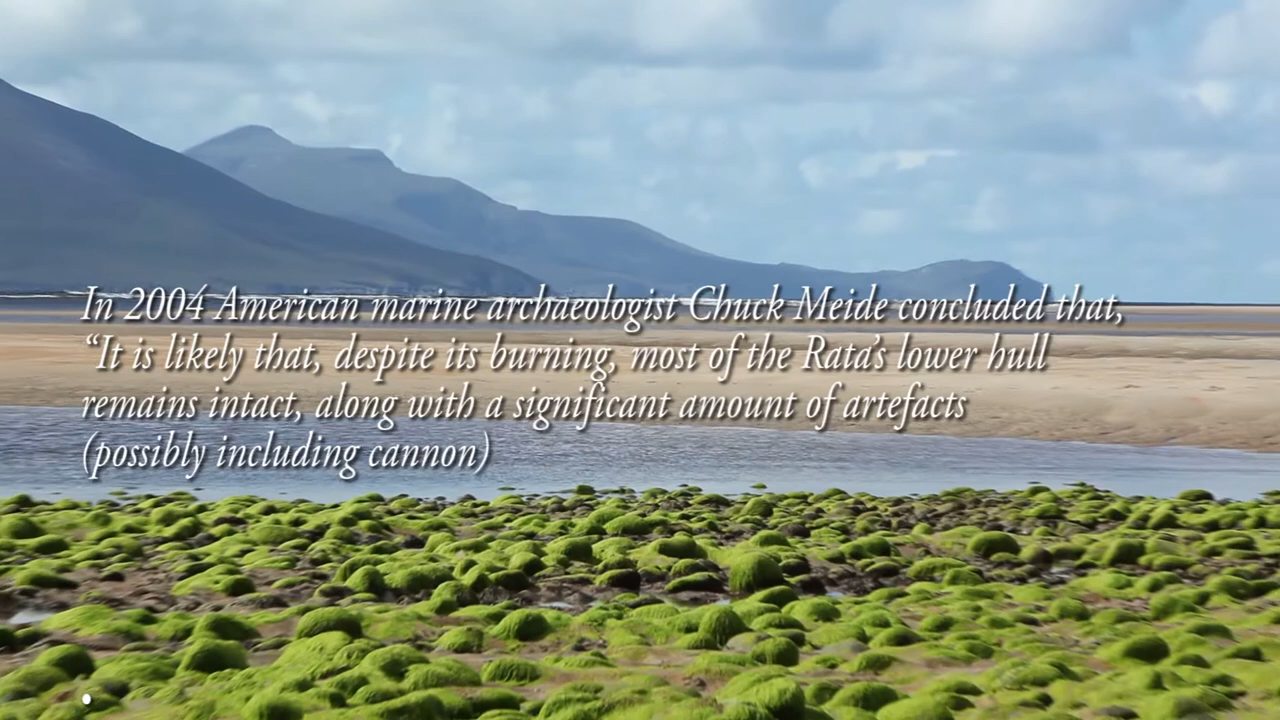 In 2004 American marine archaeologist Chuck Meide concluded that,
“It is likely that, despite its burning, most of the Rata’s lower hull
remains intact, along with a significant amount of artefacts
(possibly including cannon)